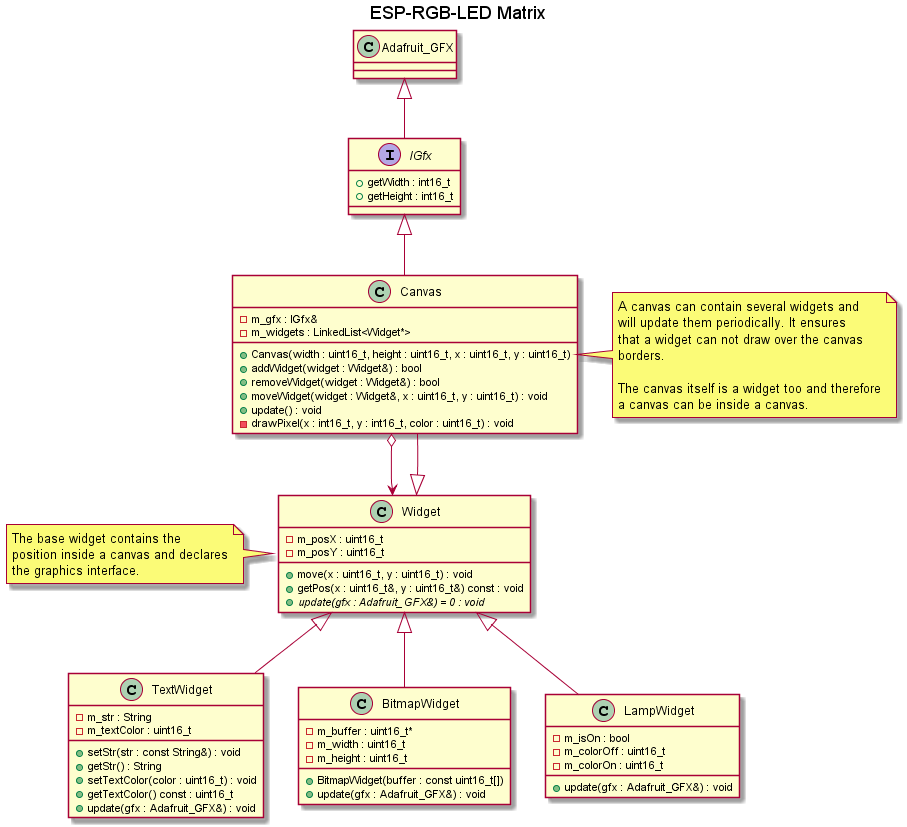 ESP-RGB-LED Matrix
C Adafruit_GFX
I IGfx
getWidth : int16_t
getHeight : int16_t
C Canvas
m_gfx : IGfx&
m_widgets : LinkedList<Widget*>
Canvas(width : uint16_t, height : uint16_t, x : uint16_t, y : uint16_t)
addWidget(widget : Widget&) : bool
removeWidget(widget : Widget&) : bool
moveWidget(widget : Widget&, x : uint16_t, y : uint16_t) : void
update() : void
drawPixel(x : int16_t, y : int16_t, color : uint16_t) : void
A canvas can contain several widgets and
will update them periodically. It ensures
that a widget can not draw over the canvas
borders.
The canvas itself is a widget too and therefore
a canvas can be inside a canvas.
C Widget
m_posX : uint16_t
m_posY : uint16_t
move(x : uint16_t, y : uint16_t) : void
getPos(x : uint16_t&, y : uint16_t&) const : void
update(gfx : Adafruit_GFX&) = 0 : void
The base widget contains the
position inside a canvas and declares
the graphics interface.
C TextWidget
m_str : String
m_textColor : uint16_t
setStr(str : const String&) : void
getStr() : String
setTextColor(color : uint16_t) : void
getTextColor() const : uint16_t
update(gfx : Adafruit_GFX&) : void
C BitmapWidget
m_buffer : uint16_t*
m_width : uint16_t
m_height : uint16_t
BitmapWidget(buffer : const uint16_t[])
update(gfx : Adafruit_GFX&) : void
C LampWidget
m_isOn : bool
m_colorOff : uint16_t
m_colorOn : uint16_t
update(gfx : Adafruit_GFX&) : void